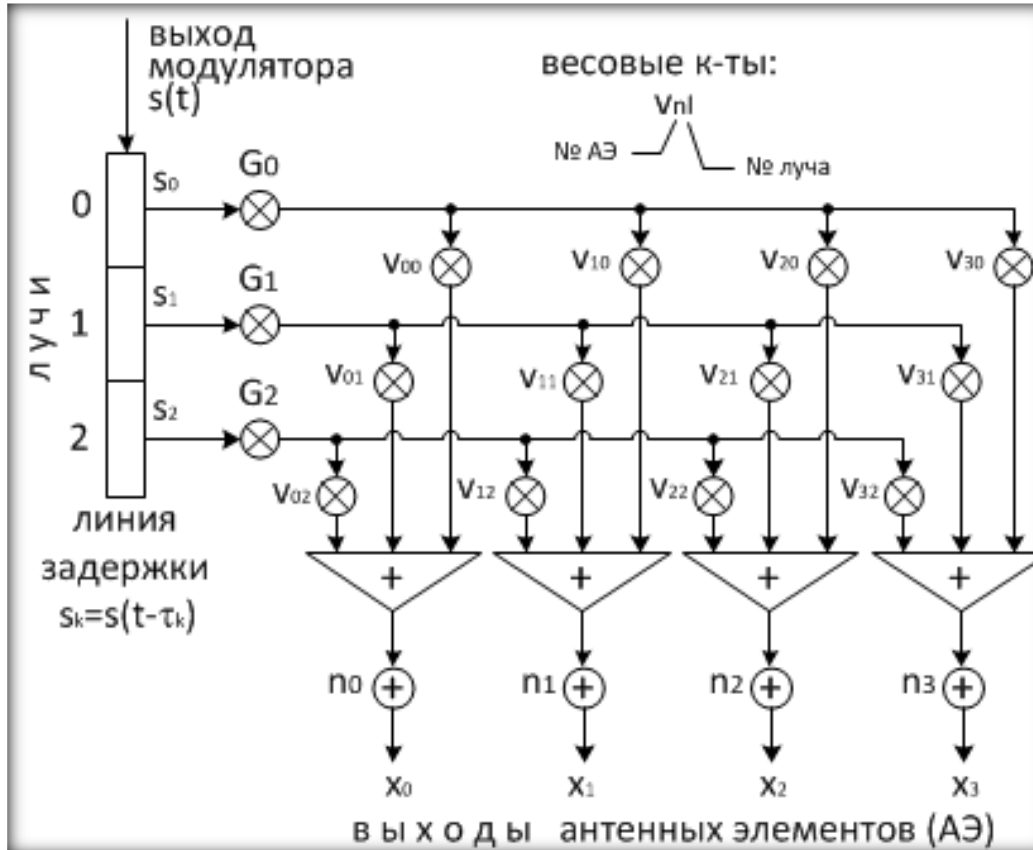 выход
модулятора
s(t)
весовые к-ты:
vnl
№ АЭ
№ луча
лучи
0
1
2
s0
s1
s2
G0
G1
G2
v00
v10
v20
v30
v01
v11
v21
v31
v02
v12
v22
v32
линия
задержки
sk=s(t-τk)
+ + + +
n0 + n1 + n2 + n3 +
x0 x1 x2 x3
выходы антенных элементов (АЭ)